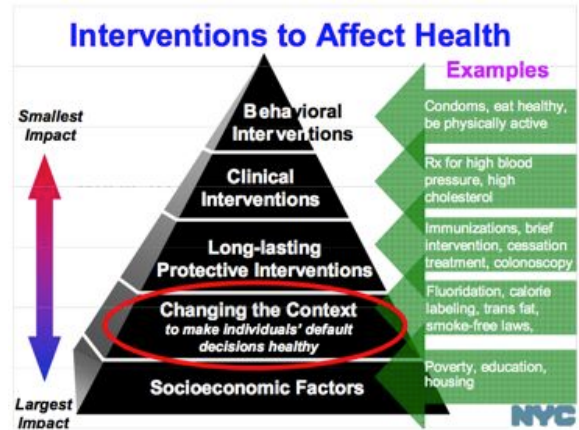 Interventions to Affect Health
Examples
Smallest
Impact
Behavioral
Interventions
Condoms, eat healthy,
be physically active
Clinical
Interventions
Rx for high blood
pressure, high
cholesterol
Long-lasting
Protective Interventions
Immunizations, brief
intervention, cessation
treatment, colonoscopy
Changing the Context
to make individuals' default
decisions healthy
Fluoridation, calorie
labeling, trans fat,
smoke-free laws,
Socioeconomic Factors
Poverty, education,
housing
Largest
Impact
NYC